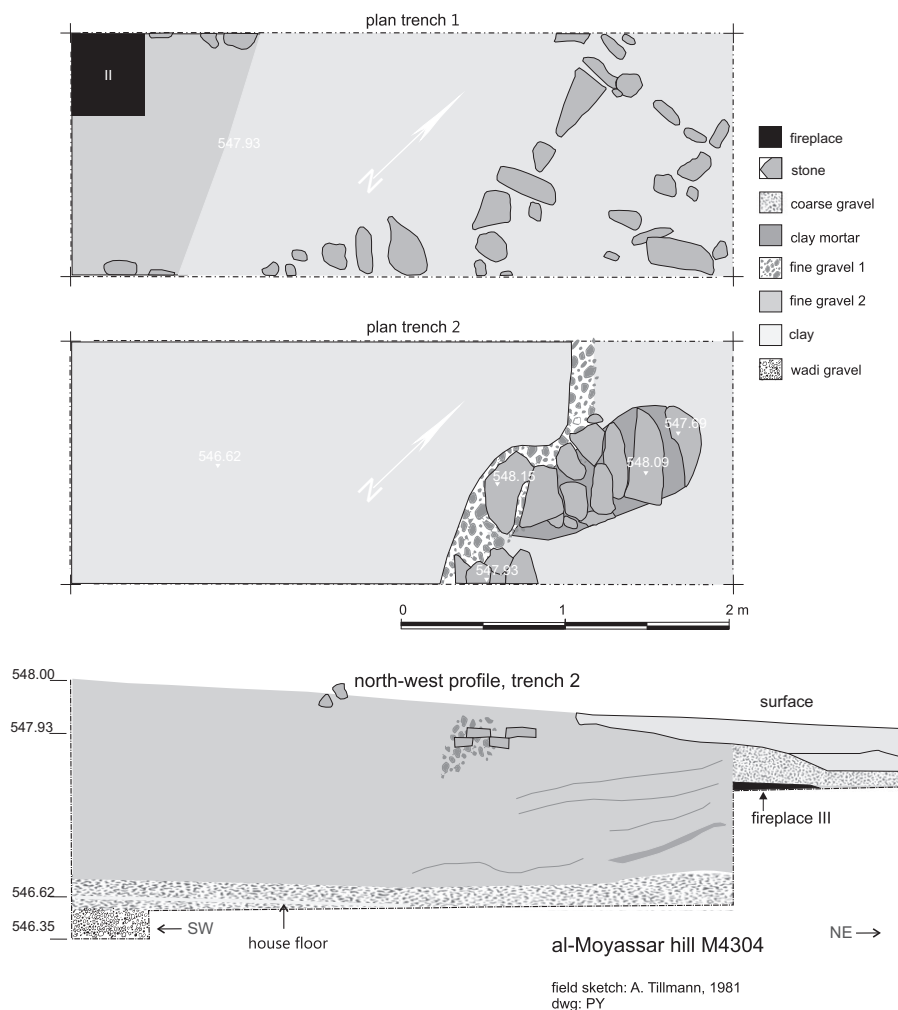 plan trench 1
II
547.93
N
fireplace
stone
coarse gravel
clay mortar
fine gravel 1
fine gravel 2
clay
wadi gravel
plan trench 2
546.62
N
547.69
548.09
548.15
547.93
0 1 2 m
548.00
north-west profile, trench 2
surface
547.93
fireplace III
546.62
546.35
SW
house floor
NE
al-Moyassar hill M4304
field sketch: A. Tillmann, 1981
dwg: PY